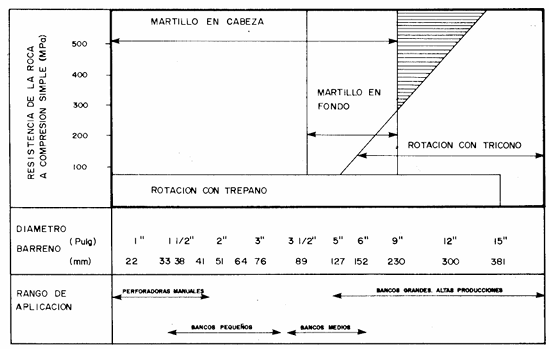 RESISTENCIA DE LA ROCA
A COMPRESION SIMPLE (MPa)
500
400
300
200
100
MARTILLO EN CABEZA
MARTILLO EN
FONDO
ROTACION CON TRICONO
ROTACION CON TREPANO
DIAMETRO
BARRENO
(Pulg)
1" 1 1/2" 2" 3" 3 1/2" 5" 6" 9" 12" 15"
(mm)
22 33 38 41 51 64 76 89 127 152 230 300 381
RANGO DE
APLICACION
PERFORADORAS MANUALES
BANCOS GRANDES. ALTAS PRODUCCIONES
BANCOS PEQUEÑOS
BANCOS MEDIOS